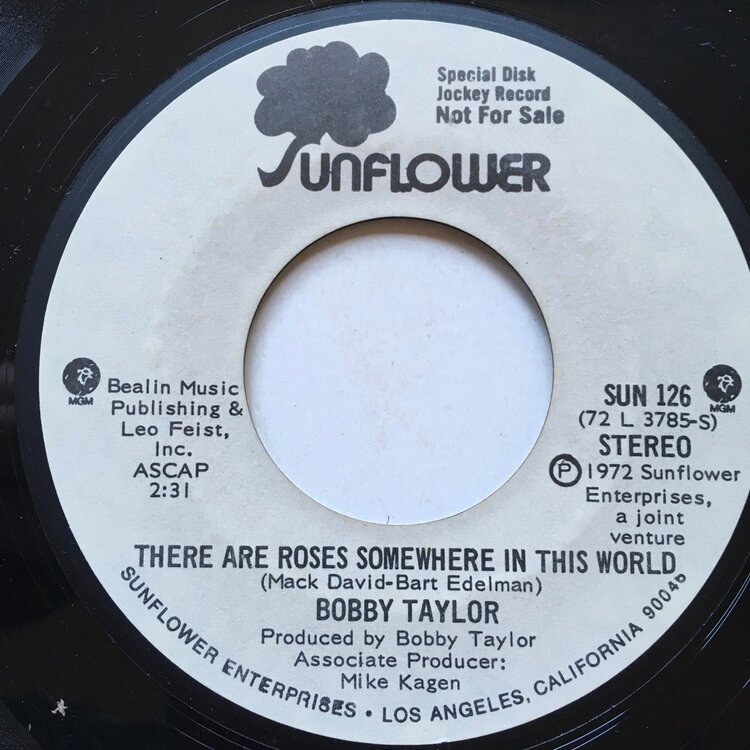 Special Disk
Jockey Record
Not For Sale
SUNFLOWER
MGM
Bealin Music
Publishing &
Leo Feist,
Inc.
ASCAP
2:31
SUN 126
MGM
(72 L 3785-S)
STEREO
Ⓟ 1972 Sunflower
Enterprises,
a joint
venture
THERE ARE ROSES SOMEWHERE IN THIS WORLD
(Mack David-Bart Edelman)
BOBBY TAYLOR
Produced by Bobby Taylor
Associate Producer:
Mike Kagen
SUNFLOWER ENTERPRISES • LOS ANGELES, CALIFORNIA 90048